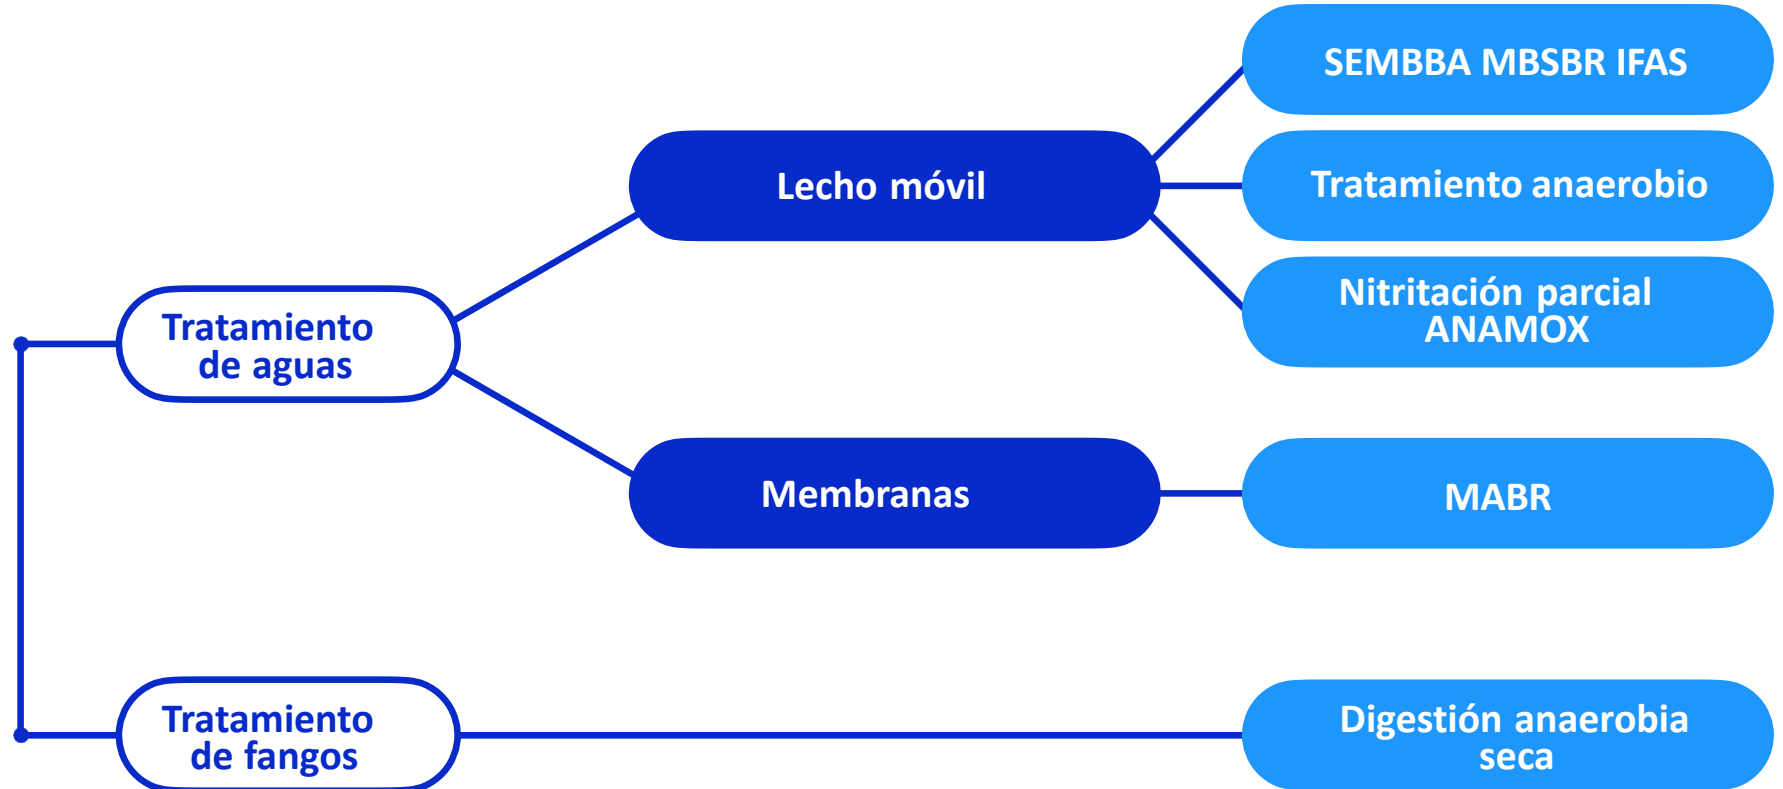 SEMBBA MBSBR IFAS
Lecho móvil
Tratamiento anaerobio
Nitritación parcial
ANAMOX
Tratamiento
de aguas
Membranas
MABR
Tratamiento
de fangos
Digestión anaerobia
seca